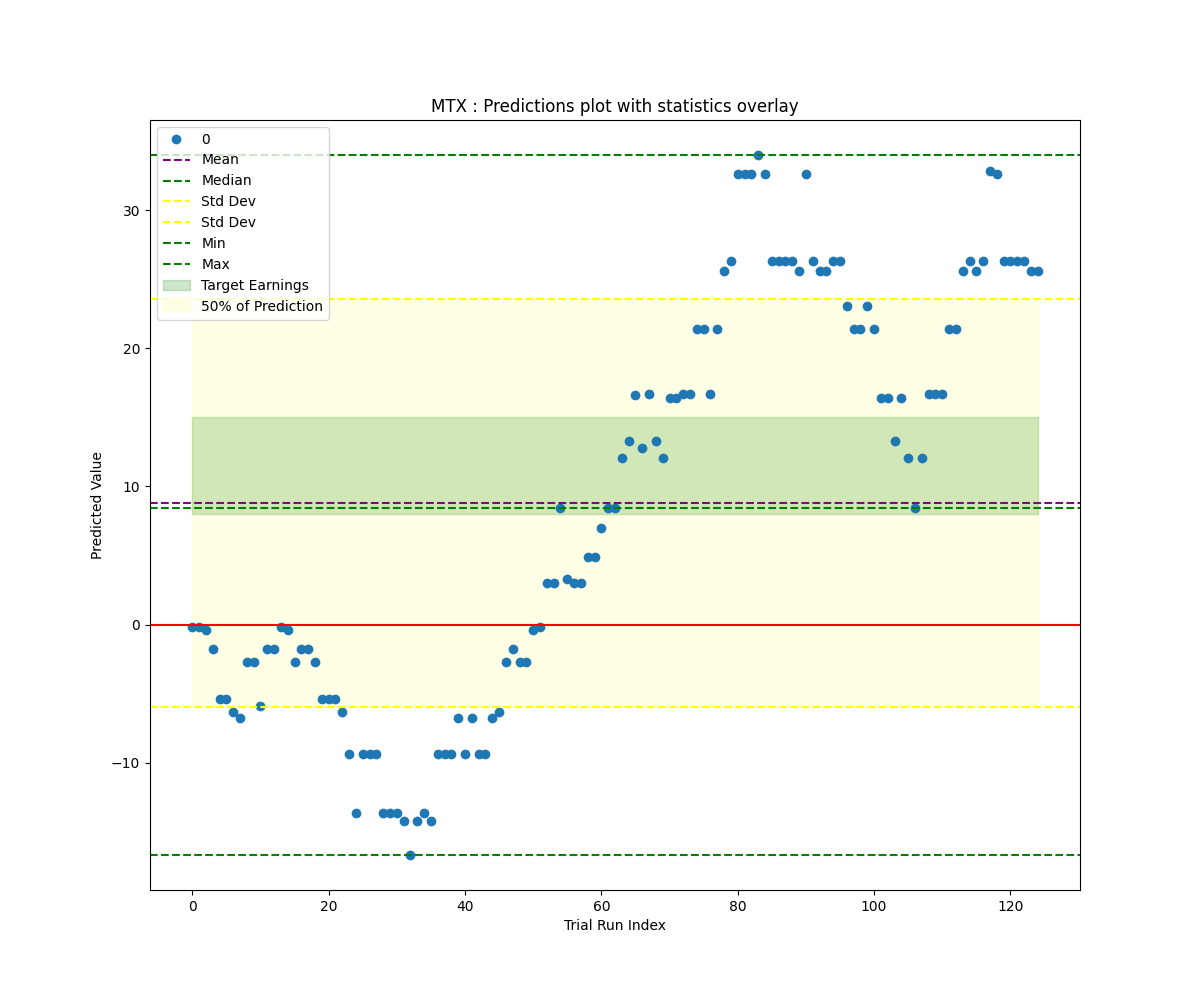 MTX : Predictions plot with statistics overlay
0
Mean
Median
Std Dev
Std Dev
Min
Max
Target Earnings
50% of Prediction
30
20
10
0
−10
Predicted Value
0
20
40
60
80
100
120
Trial Run Index